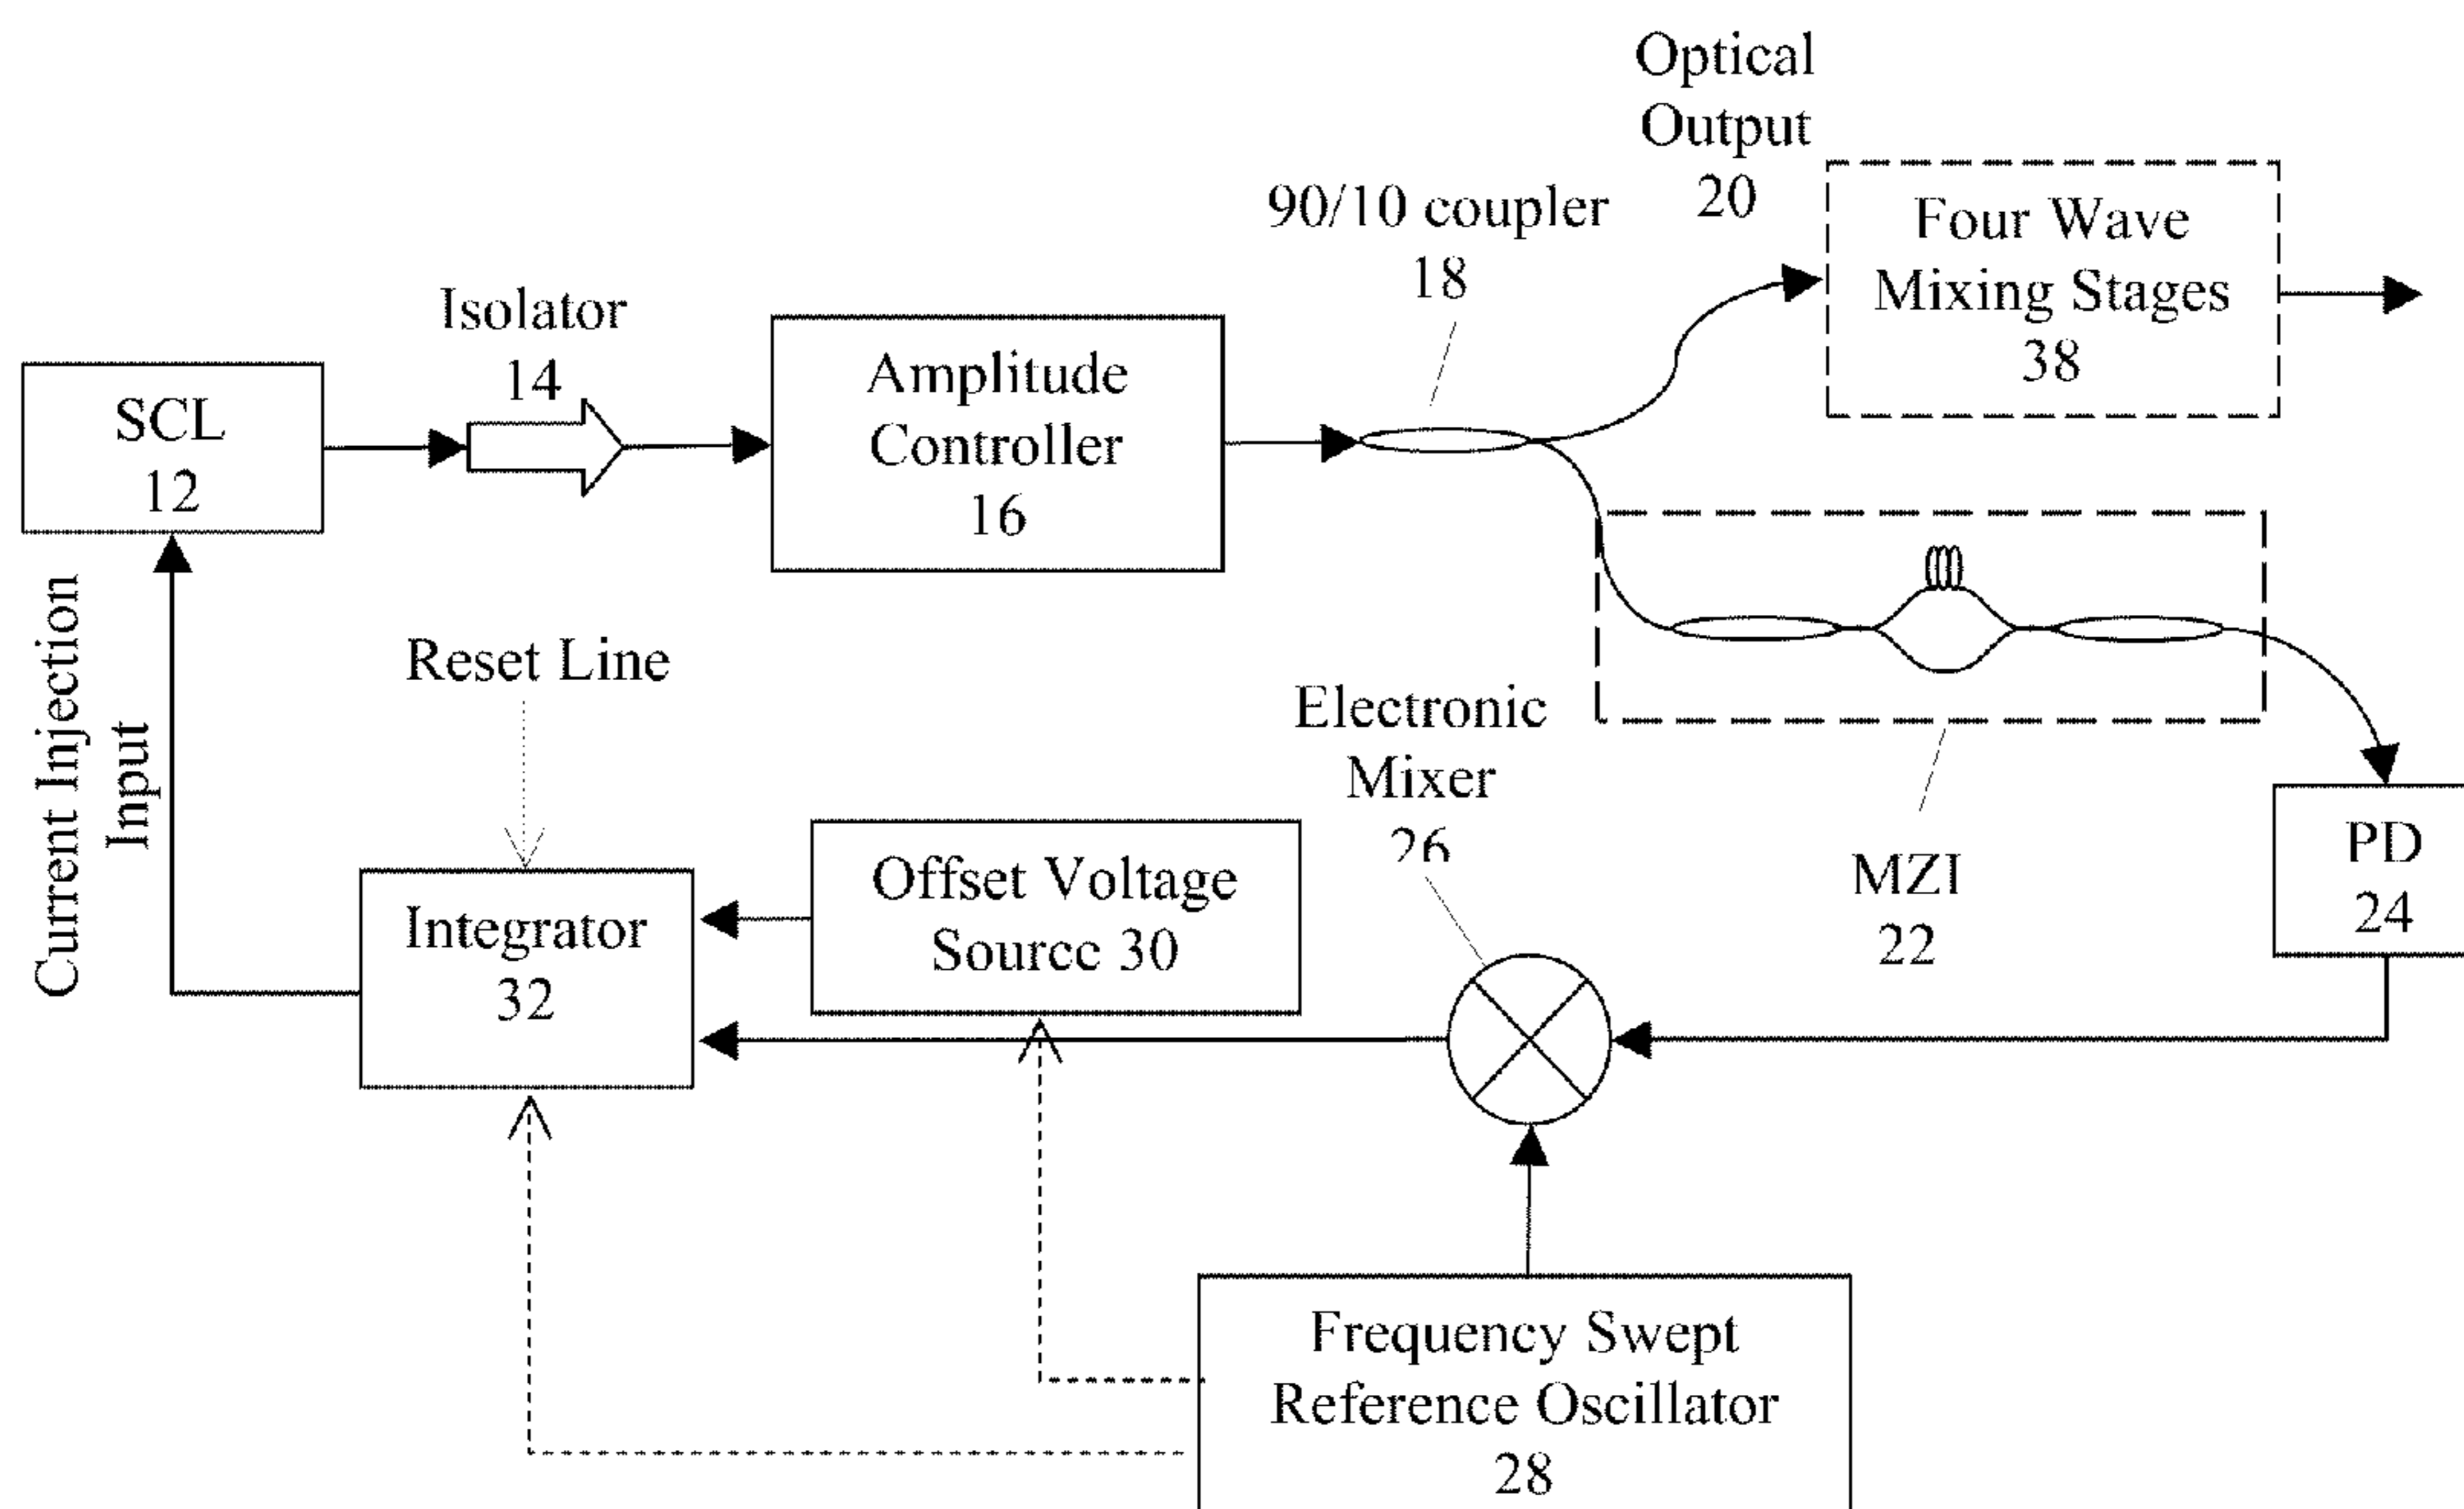 Optical
Output
20
90/10 coupler
18
Four Wave
Mixing Stages
38
Isolator
14
Amplitude
Controller
16
SCL
12
Current Injection
Input
Reset Line
Electronic
Mixer
26
MZI
22
PD
24
Offset Voltage
Source 30
Integrator
32
Frequency Swept
Reference Oscillator
28